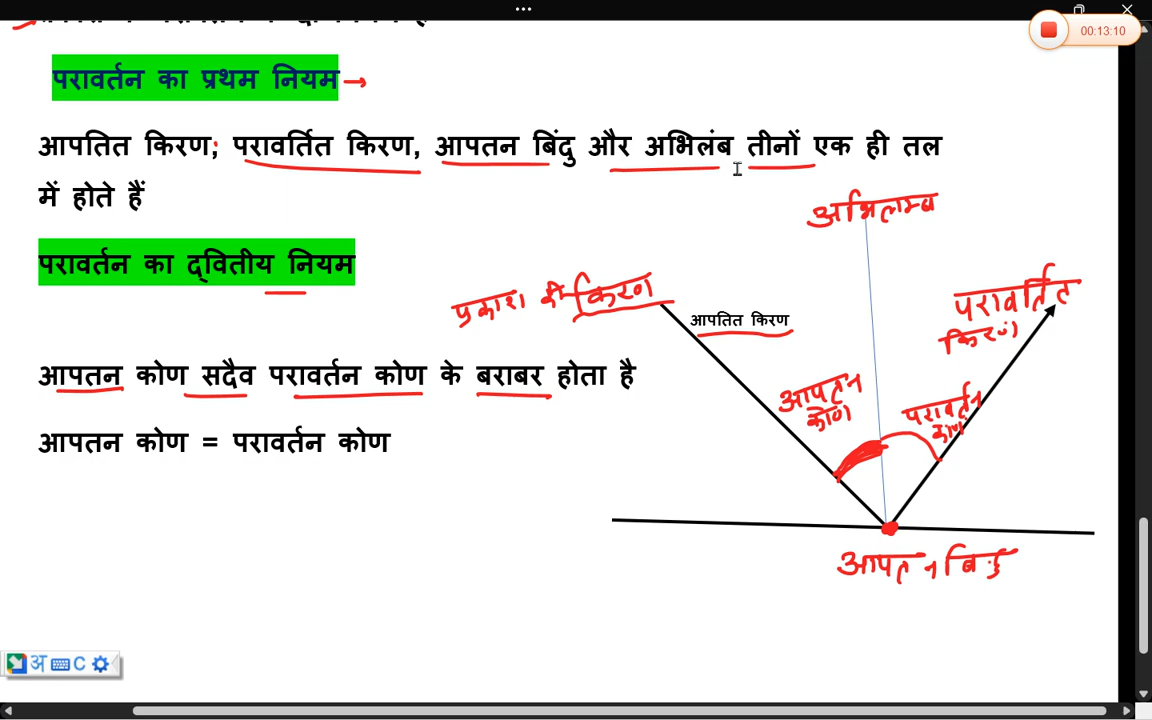 00:13:10
परावर्तन का प्रथम नियम
आपतित किरण; परावर्तित किरण, आपतन बिंदु और अभिलंब तीनों एक ही तल
में होते हैं
अभिलाम्ब
परावर्तन का द्वितीय नियम
प्रकाश की किरण
परावर्तित
किरण
आपतित किरण
आपतन कोण सदैव परावर्तन कोण के बराबर होता है
आपतन
कोण
परावर्तन
कोण
आपतन कोण = परावर्तन कोण
आपतन बिंदु
अ C